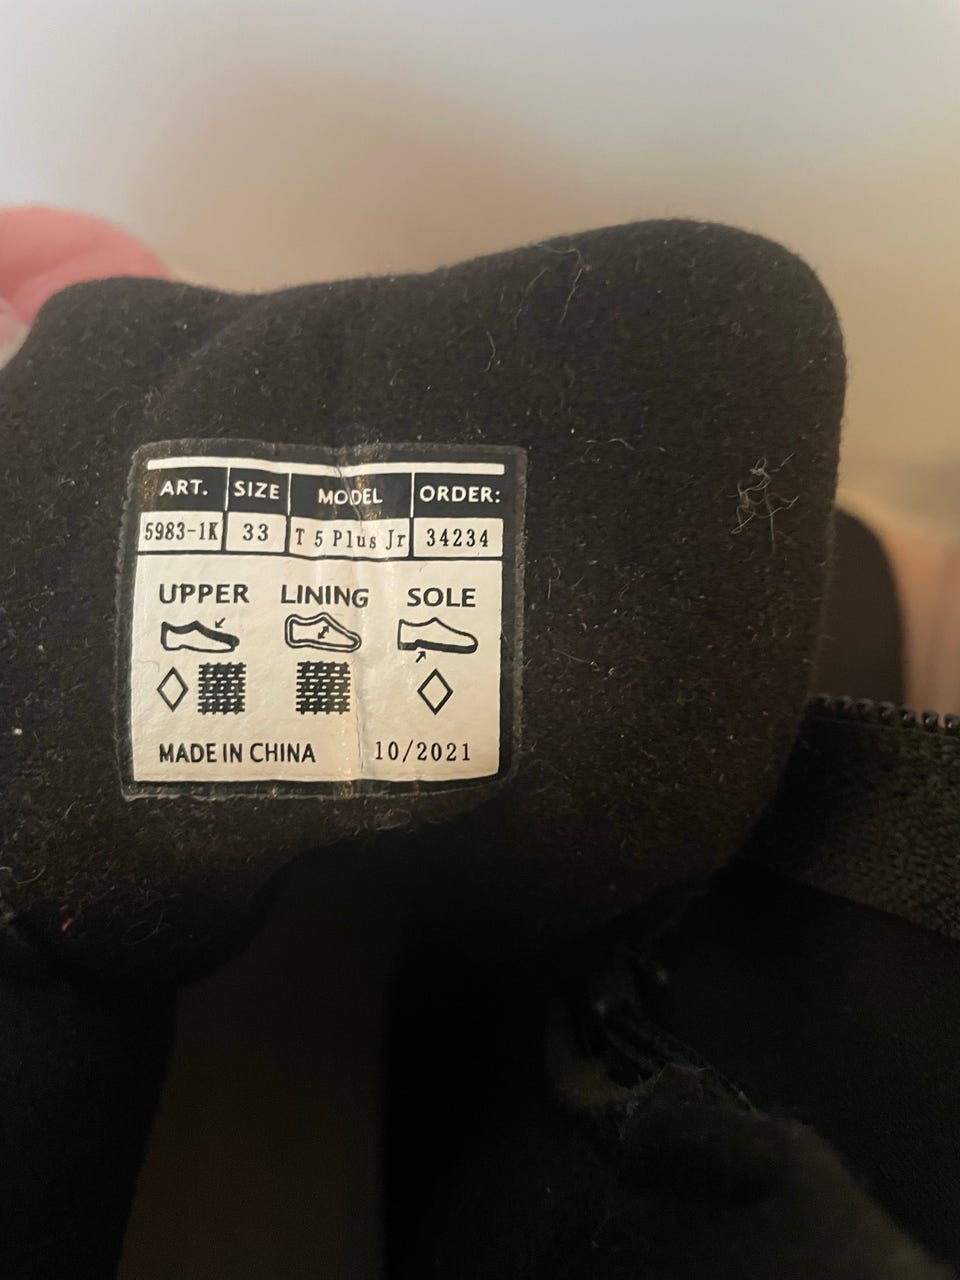 ART. SIZE MODEL ORDER:
5983-1K 33 T 5 Plus Jr 34234
UPPER LINING SOLE
MADE IN CHINA 10/2021